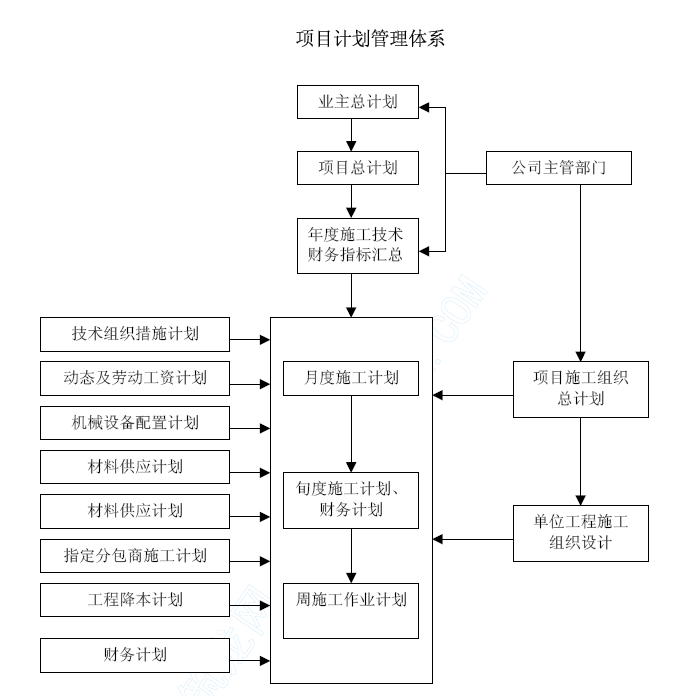 项目计划管理体系
业主总计划
项目总计划
公司主管部门
年度施工技术
财务指标汇总
技术组织措施计划
动态及劳动工资计划
机械设备配置计划
材料供应计划
材料供应计划
指定分包商施工计划
工程降本计划
财务计划
月度施工计划
旬度施工计划、
财务计划
周施工作业计划
项目施工组织
总计划
单位工程施工
组织设计
.COM